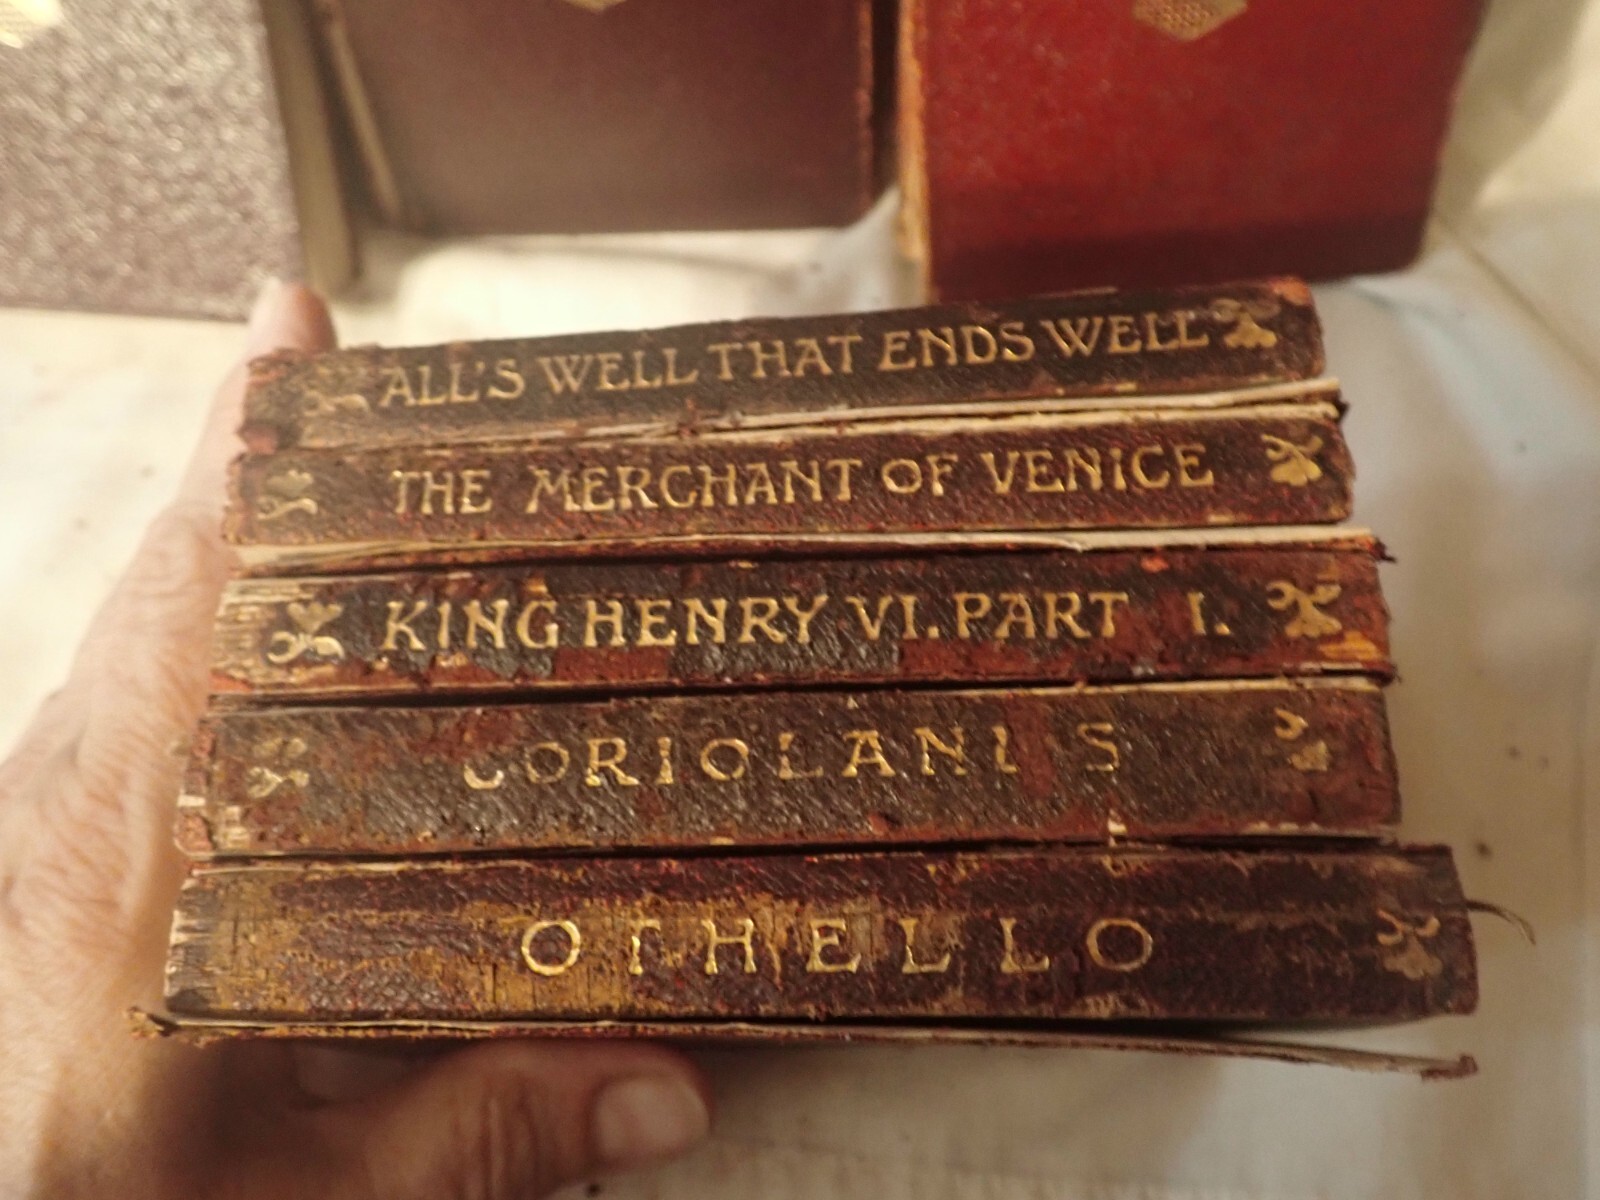 ALL'S WELL THAT ENDS WELL
THE MERCHANT OF VENICE
KING HENRY VI. PART I.
CORIOLANUS
OTHELLO